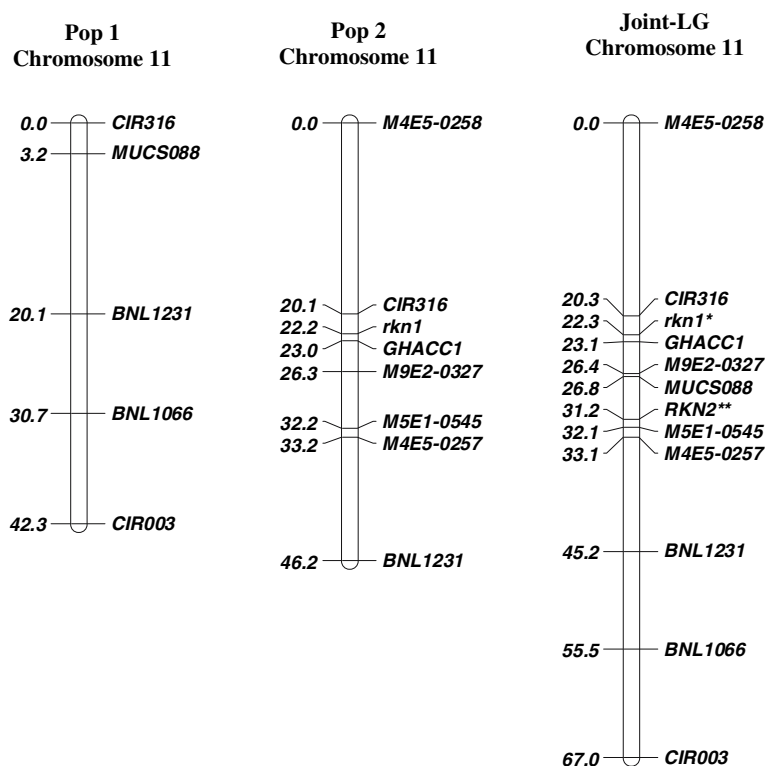 Pop 1
Chromosome 11
0.0 CIR316
3.2 MUCS088
20.1 BNL1231
30.7 BNL1066
42.3 CIR003
Pop 2
Chromosome 11
0.0 M4E5-0258
20.1 CIR316
22.2 rkn1
23.0 GHACC1
26.3 M9E2-0327
32.2 M5E1-0545
33.2 M4E5-0257
46.2 BNL1231
Joint-LG
Chromosome 11
0.0 M4E5-0258
20.3 CIR316
22.3 rkn1*
23.1 GHACC1
26.4 M9E2-0327
26.8 MUCS088
31.2 RKN2**
32.1 M5E1-0545
33.1 M4E5-0257
45.2 BNL1231
55.5 BNL1066
67.0 CIR003